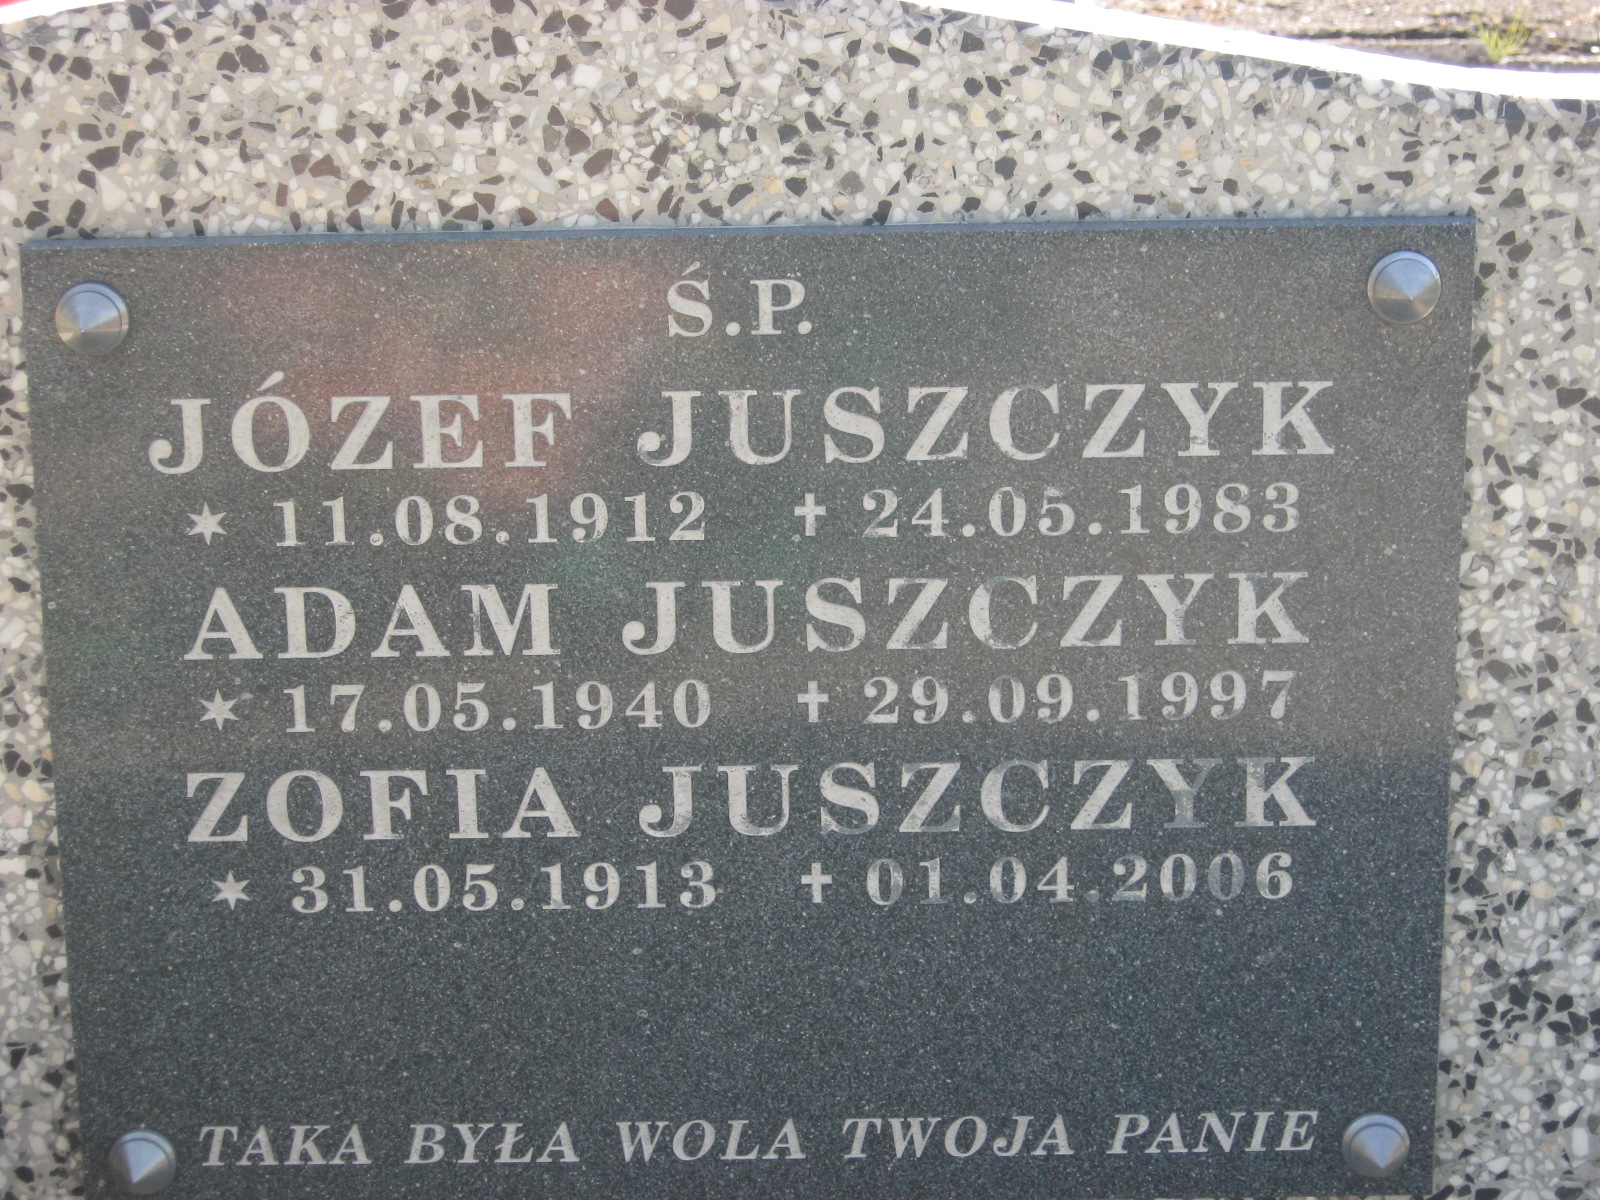 Ś.P.
JÓZEF JUSZCZYK
✶ 11.08.1912 ✝ 24.05.1983
ADAM JUSZCZYK
✶ 17.05.1940 ✝ 29.09.1997
ZOFIA JUSZCZYK
✶ 31.05.1913 ✝ 01.04.2006
TAKA BYŁA WOLA TWOJA PANIE